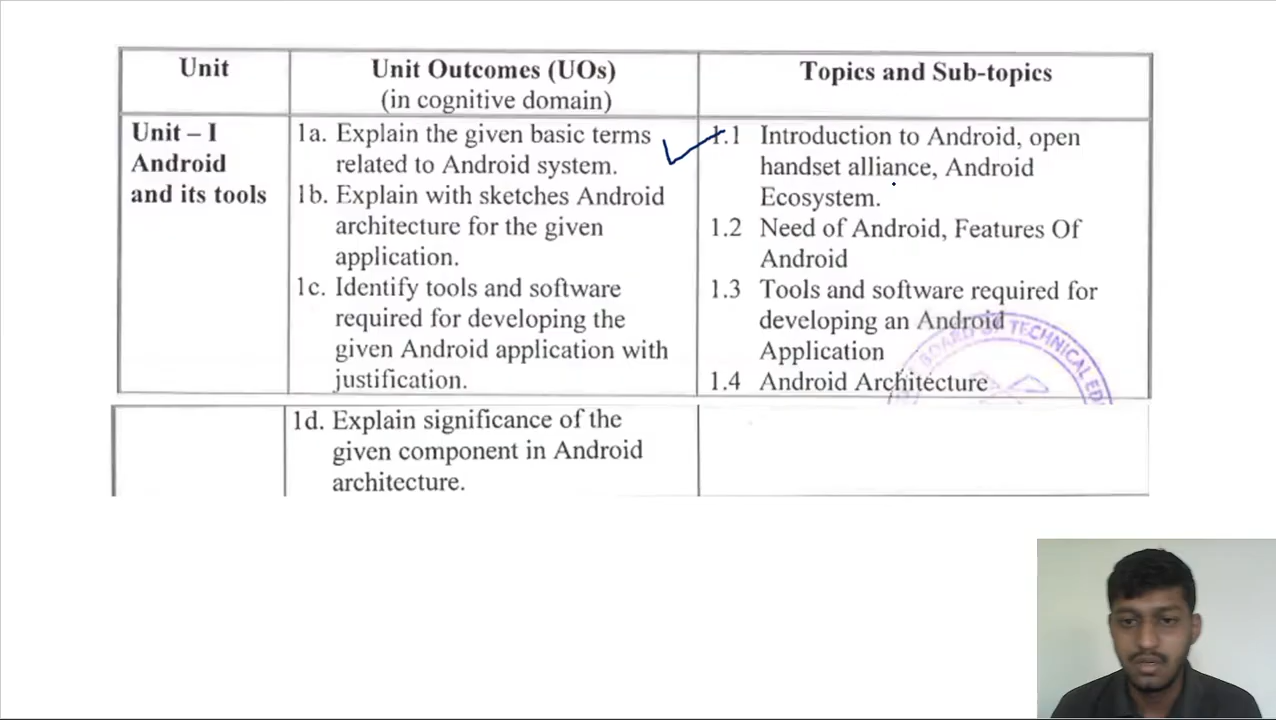 Unit
Unit Outcomes (UOs)
(in cognitive domain)
Topics and Sub-topics
Unit – I
Android
and its tools
1a. Explain the given basic terms
related to Android system.
1b. Explain with sketches Android
architecture for the given
application.
1c. Identify tools and software
required for developing the
given Android application with
justification.
1d. Explain significance of the
given component in Android
architecture.
1.1 Introduction to Android, open
handset alliance, Android
Ecosystem.
1.2 Need of Android, Features Of
Android
1.3 Tools and software required for
developing an Android
Application
1.4 Android Architecture
BOARD OF TECHNICAL